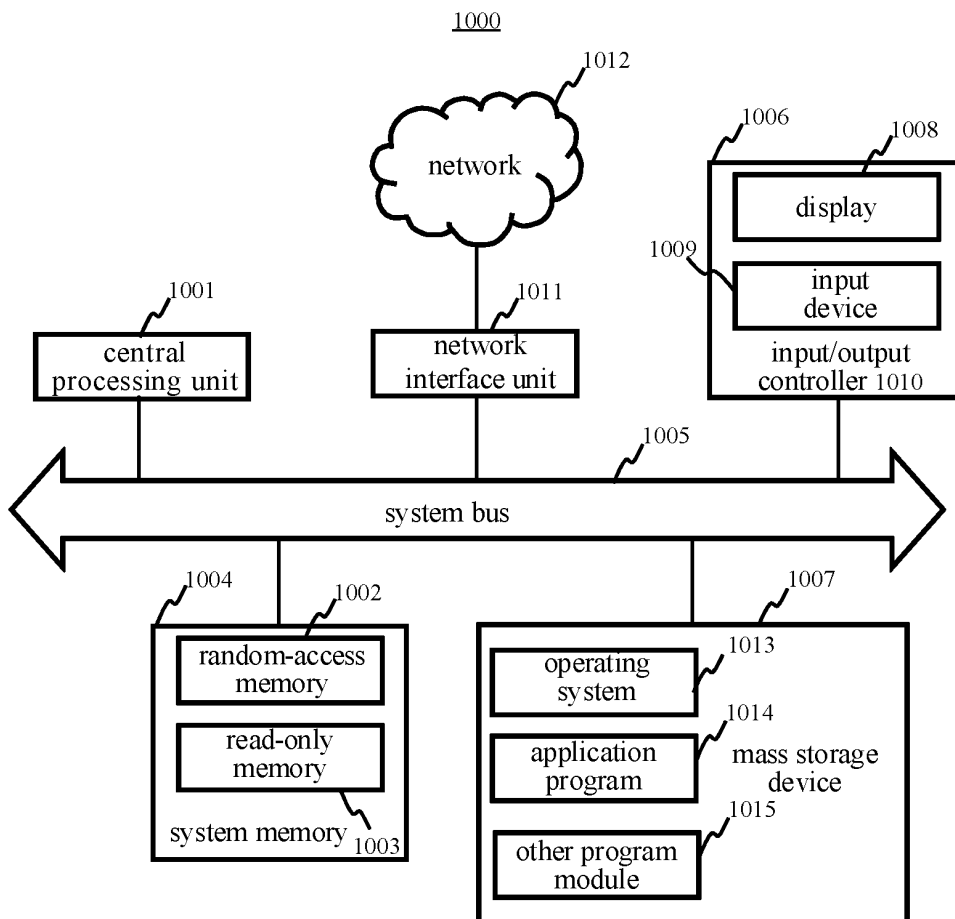 1000
1012
network
1006
1008
display
1009
input
device
input/output
controller 1010
1001
central
processing unit
1011
network
interface unit
1005
system bus
1004
1002
random-access
memory
read-only
memory
system memory
1003
1007
1013
operating
system
1014
application
program
mass storage
device
1015
other program
module